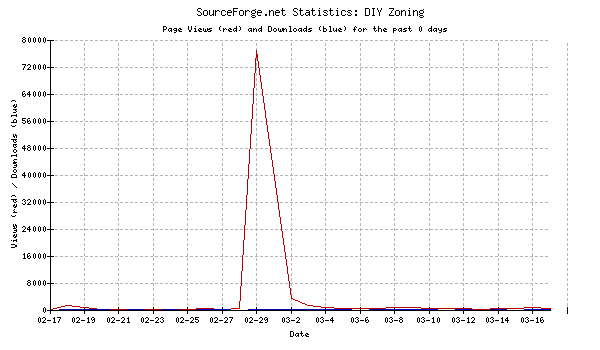 SourceForge.net Statistics: DIY Zoning
Page Views (red) and Downloads (blue) for the past 0 days
Views (red) / Downloads (blue)
80000
72000
64000
56000
48000
40000
32000
24000
16000
8000
0
02-17 02-19 02-21 02-23 02-25 02-27 02-29 03-2 03-4 03-6 03-8 03-10 03-12 03-14 03-16
Date